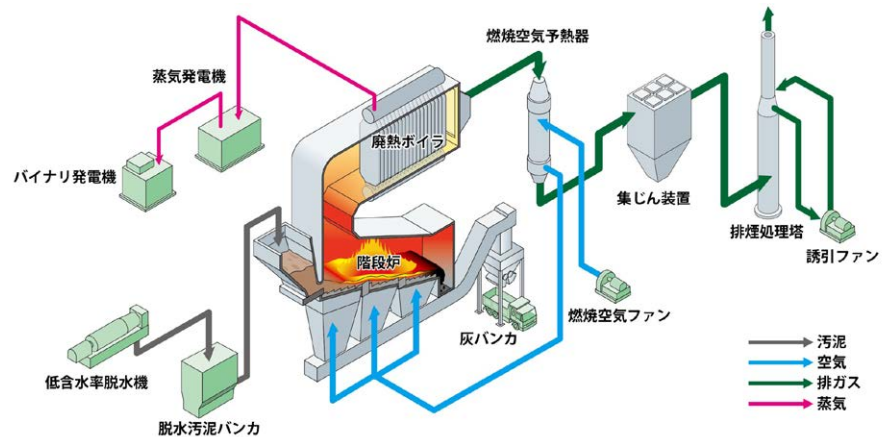 燃焼空気予熱器
蒸気発電機
廃熱ボイラ
バイナリ発電機
集じん装置
排煙処理塔
誘引ファン
階段炉
灰バンカ
燃焼空気ファン
低含水率脱水機
脱水汚泥バンカ
汚泥
空気
排ガス
蒸気